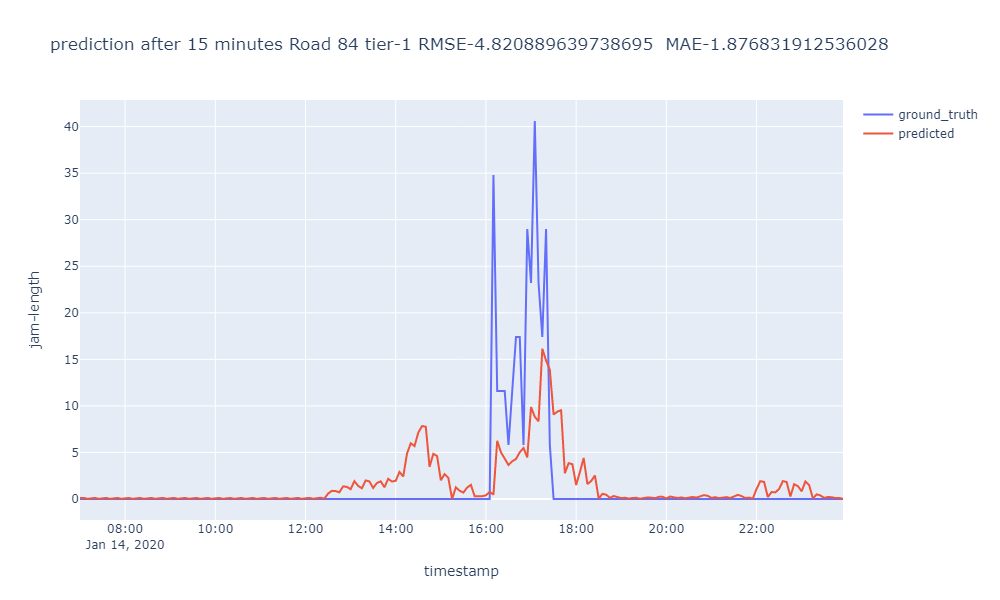 prediction after 15 minutes Road 84 tier-1 RMSE-4.820889639738695  MAE-1.876831912536028
ground_truth
predicted
40
35
30
25
20
15
10
5
0
jam-length
08:00 10:00 12:00 14:00 16:00 18:00 20:00 22:00
Jan 14, 2020
timestamp